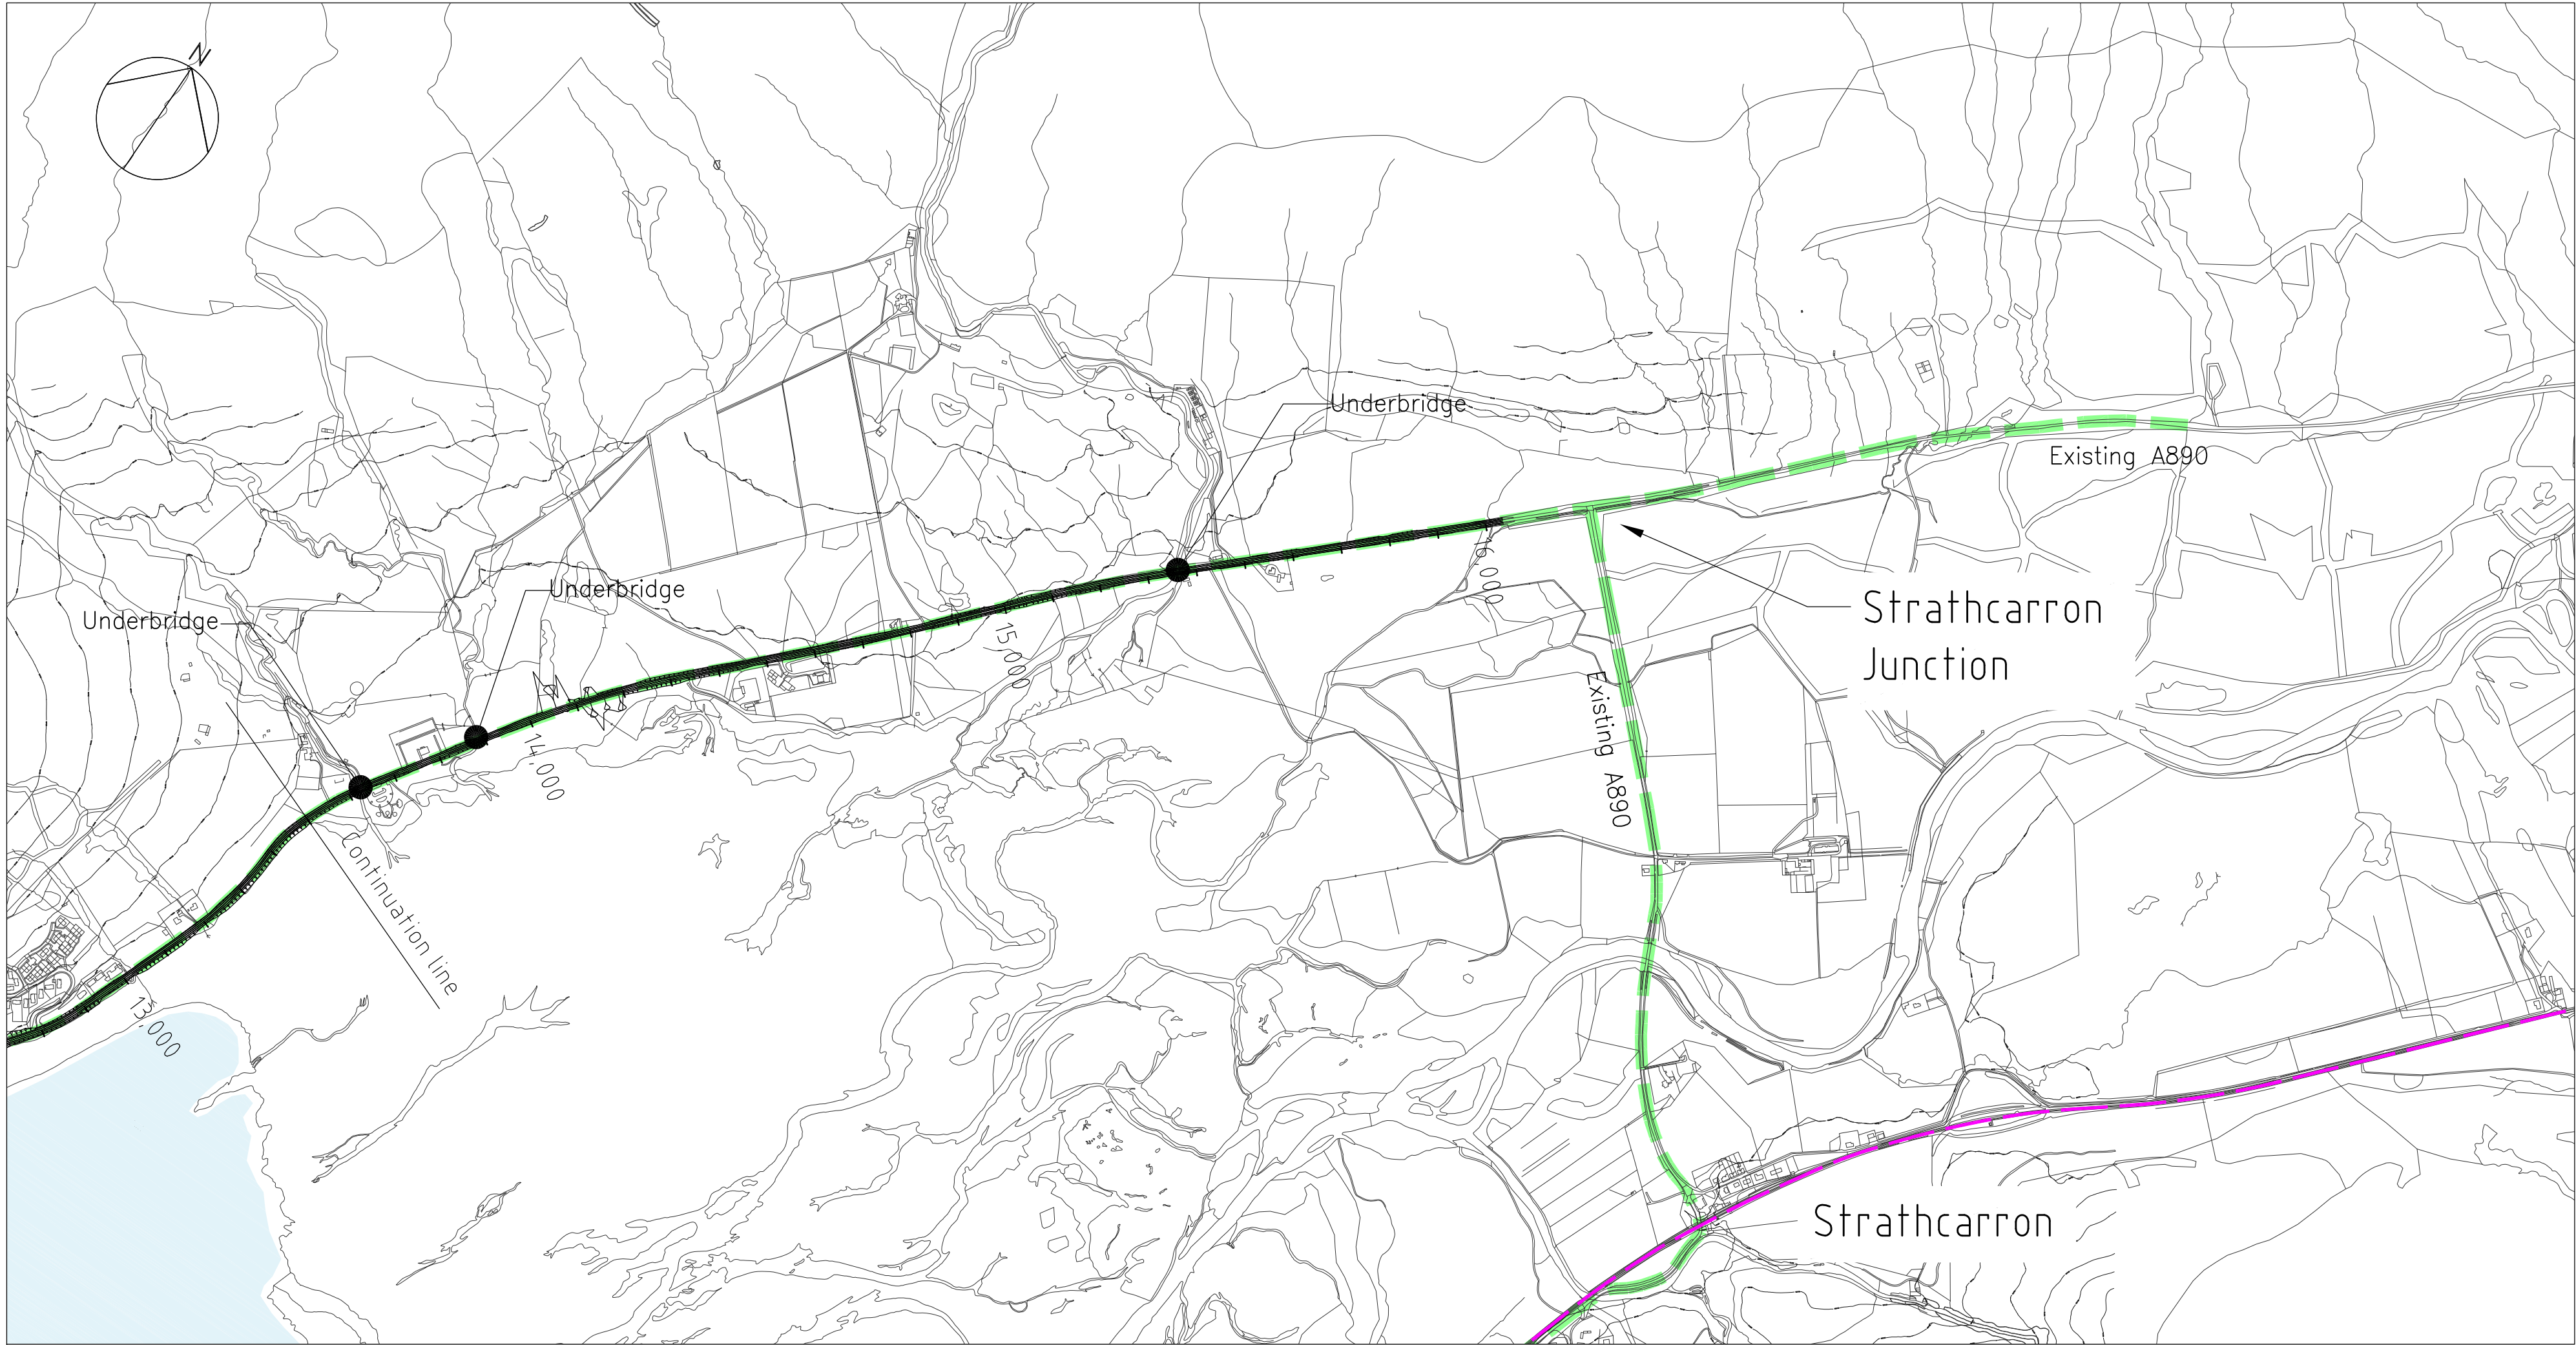 N
Underbridge
Existing A890
Underbridge
Underbridge
16,000
Strathcarron
Junction
15,000
Existing A890
14,000
Continuation line
13,000
Strathcarron